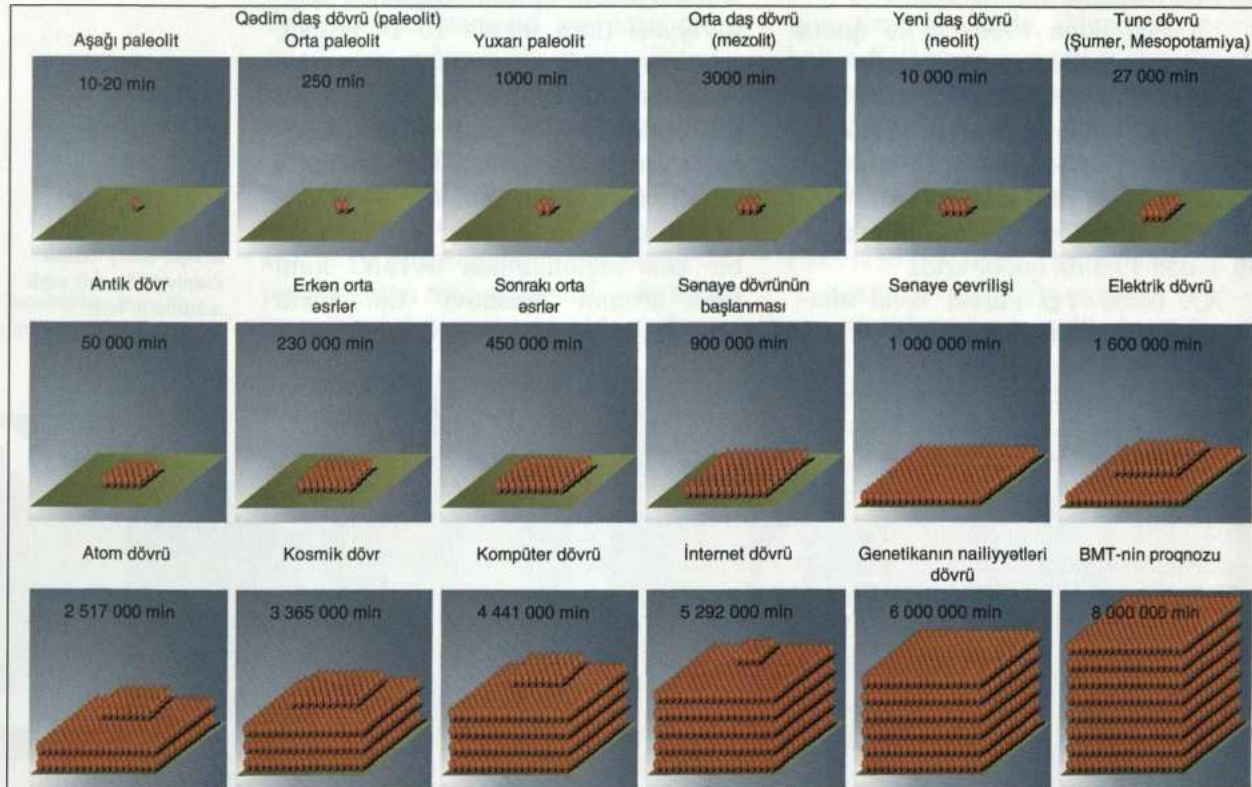 Qədim daş dövrü (paleolit)
Aşağı paleolit
Orta paleolit
Yuxarı paleolit
Orta daş dövrü
(mezolit)
Yeni daş dövrü
(neolit)
Tunc dövrü
(Şumer, Mesopotamiya)
10-20 min
250 min
1000 min
3000 min
10 000 min
27 000 min
Antik dövr
Erkən orta
əsrlər
Sonrakı orta
əsrlər
Sənaye dövrünün
başlanması
Sənaye çevrilişi
Elektrik dövrü
50 000 min
230 000 min
450 000 min
900 000 min
1 000 000 min
1 600 000 min
Atom dövrü
Kosmik dövr
Kompüter dövrü
İnternet dövrü
Genetikanın nailiyyətləri
dövrü
BMT-nin proqnozu
2 517 000 min
3 365 000 min
4 441 000 min
5 292 000 min
6 000 000 min
8 000 000 min